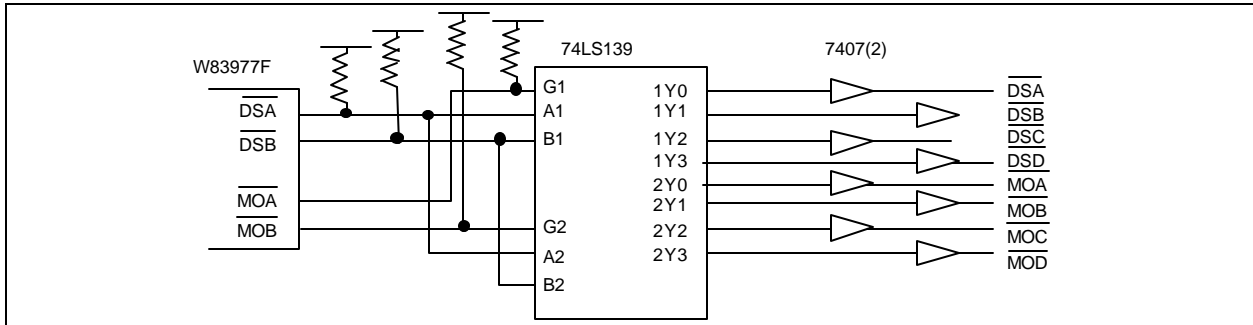 74LS139
7407(2)
W83977F
DSA
DSB
MOA
MOB
G1
A1
B1
G2
A2
B2
1Y0
1Y1
1Y2
1Y3
2Y0
2Y1
2Y2
2Y3
DSA
DSB
DSC
DSD
MOA
MOB
MOC
MOD